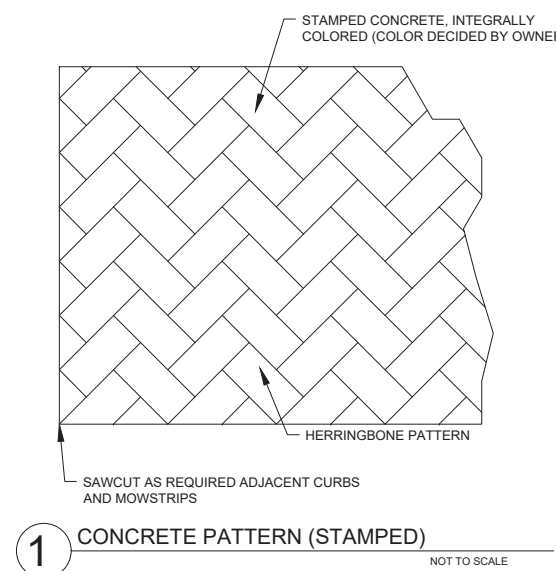 STAMPED CONCRETE, INTEGRALLY
COLORED (COLOR DECIDED BY
HERRINGBONE PATTERN
SAWCUT AS REQUIRED ADJACENT CURBS
AND MOWSTRIPS
1 CONCRETE PATTERN (STAMPED)
NOT TO SCALE